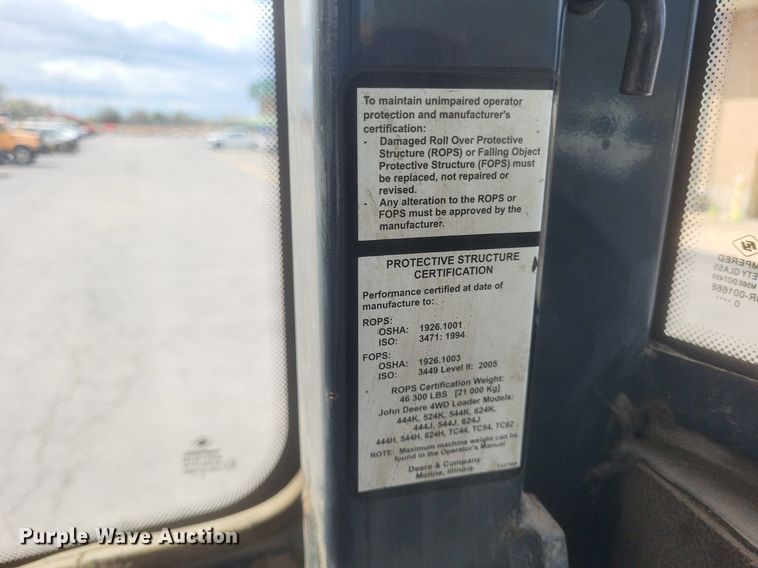 To maintain unimpaired operator
protection and manufacturer's
certification:
- Damaged Roll Over Protective
Structure (ROPS) or Falling Object
Protective Structure (FOPS) must
be replaced, not repaired or
revised.
- Any alteration to the ROPS or
FOPS must be approved by the
manufacturer.
PROTECTIVE STRUCTURE
CERTIFICATION
Performance certified at date of
manufacture to:
ROPS:
OSHA: 1926.1001
ISO: 3471: 1994
FOPS:
OSHA: 1926.1003
ISO: 3449 Level II: 2005
ROPS Certification Weight:
46 300 LBS [21 000 Kg]
John Deere 4WD Loader Models:
444K, 524K, 544K, 624K,
444J, 544J, 624J
444H, 544H, 624H, TC44, TC54, TC62
NOTE: Maximum machine weight can be
found in the Operator's Manual
Deere & Company
Moline, Illinois
TEMPERED
SAFETY GLASS
Purple Wave Auction